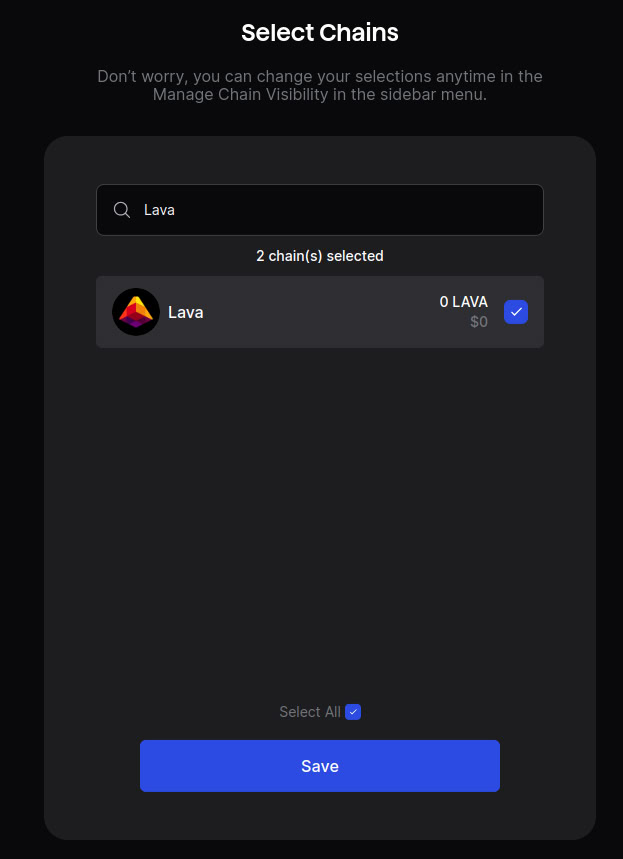 Select Chains
Don’t worry, you can change your selections anytime in the
Manage Chain Visibility in the sidebar menu.
Lava
2 chain(s) selected
Lava
0 LAVA
$0
Select All
Save